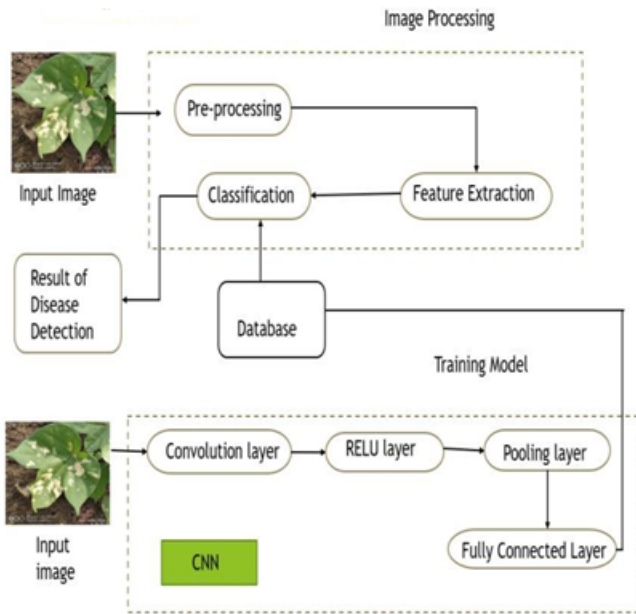 Image Processing
Pre-processing
Input Image
Classification
Feature Extraction
Result of
Disease
Detection
Database
Training Model
Convolution layer
RELU layer
Pooling layer
Input
image
CNN
Fully Connected Layer